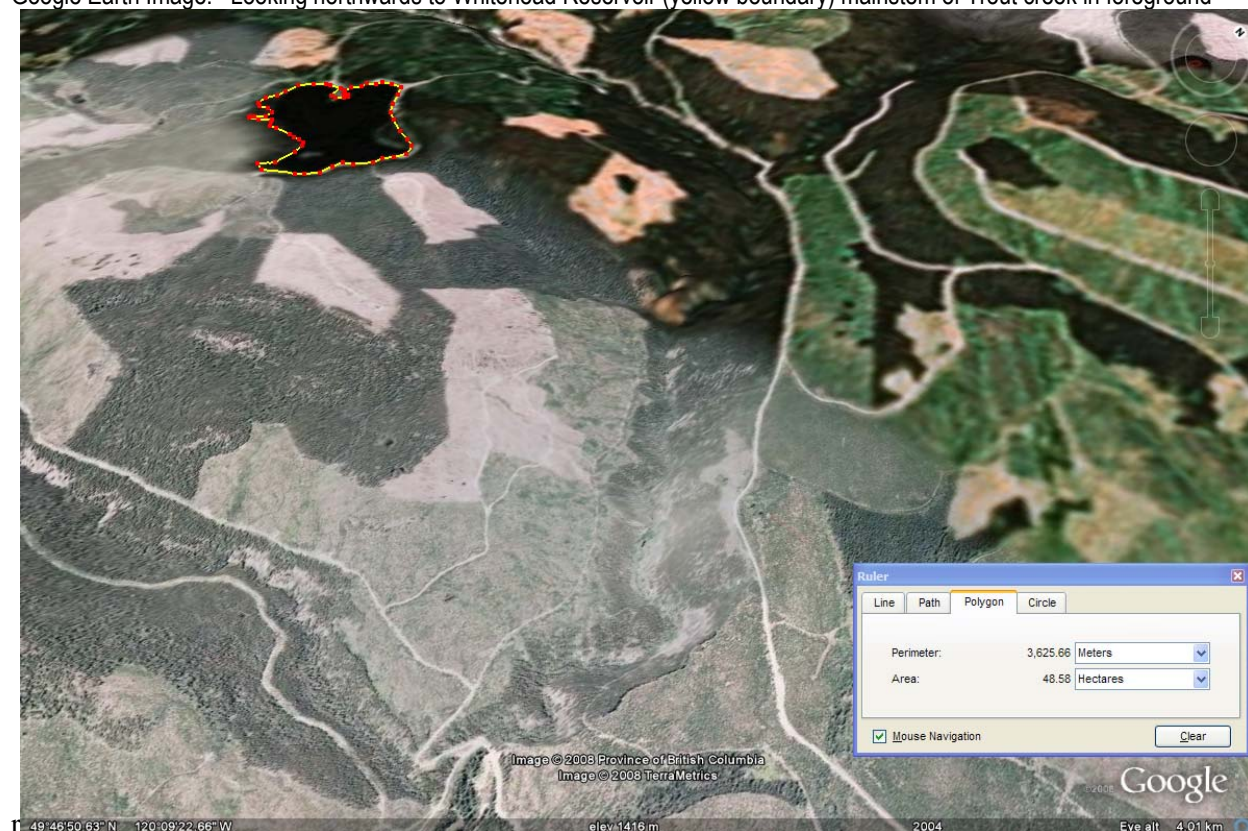 Google Earth Image. Looking northwards to Whitehead Reservoir (yellow boundary) mainstem of Trout creek in foreground
N
Ruler
Line Path Polygon Circle
Perimeter: 3,625.66 Meters
Area: 48.58 Hectares
Mouse Navigation Clear
Image © 2008 Province of British Columbia
Image © 2008 TerraMetrics
©2008 Google
49°46'50.63" N 120°09'22.66" W elev 1416 m 2004 Eye alt 4.01 km